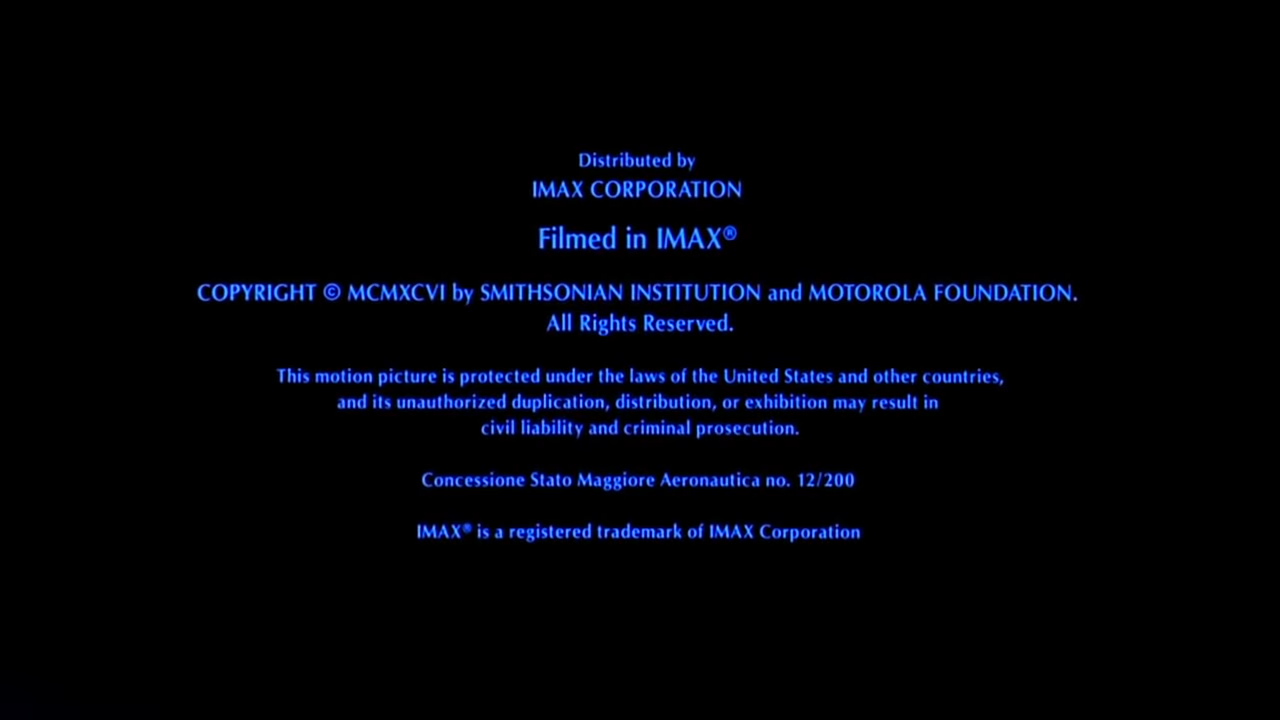 Distributed by
IMAX CORPORATION
Filmed in IMAX®
COPYRIGHT © MCMXCVI by SMITHSONIAN INSTITUTION and MOTOROLA FOUNDATION.
All Rights Reserved.
This motion picture is protected under the laws of the United States and other countries,
and its unauthorized duplication, distribution, or exhibition may result in
civil liability and criminal prosecution.
Concessione Stato Maggiore Aeronautica no. 12/200
IMAX® is a registered trademark of IMAX Corporation